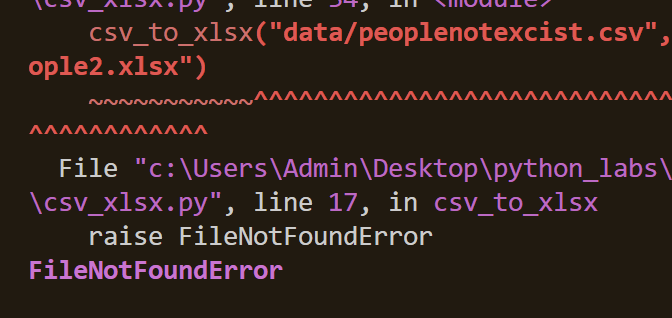 \csv_xlsx.py", line 34, in <module>
csv_to_xlsx("data/peoplenotexcist.csv",
ople2.xlsx")
~~~~~~~~~~~^^^^^^^^^^^^^^^^^^^^^^^^^^^^
^^^^^^^^^^^^
File "c:\Users\Admin\Desktop\python_labs\
\csv_xlsx.py", line 17, in csv_to_xlsx
raise FileNotFoundError
FileNotFoundError